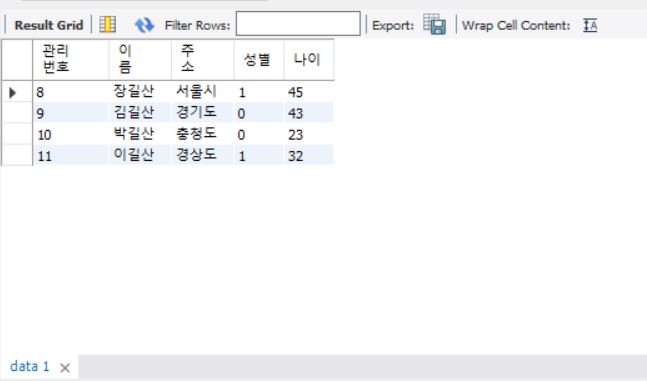 Result Grid Filter Rows: Export: Wrap Cell Content: IA
관리번호 이름 주소 성별 나이
8 장길산 서울시 1 45
9 김길산 경기도 0 43
10 박길산 충청도 0 23
11 이길산 경상도 1 32
data 1